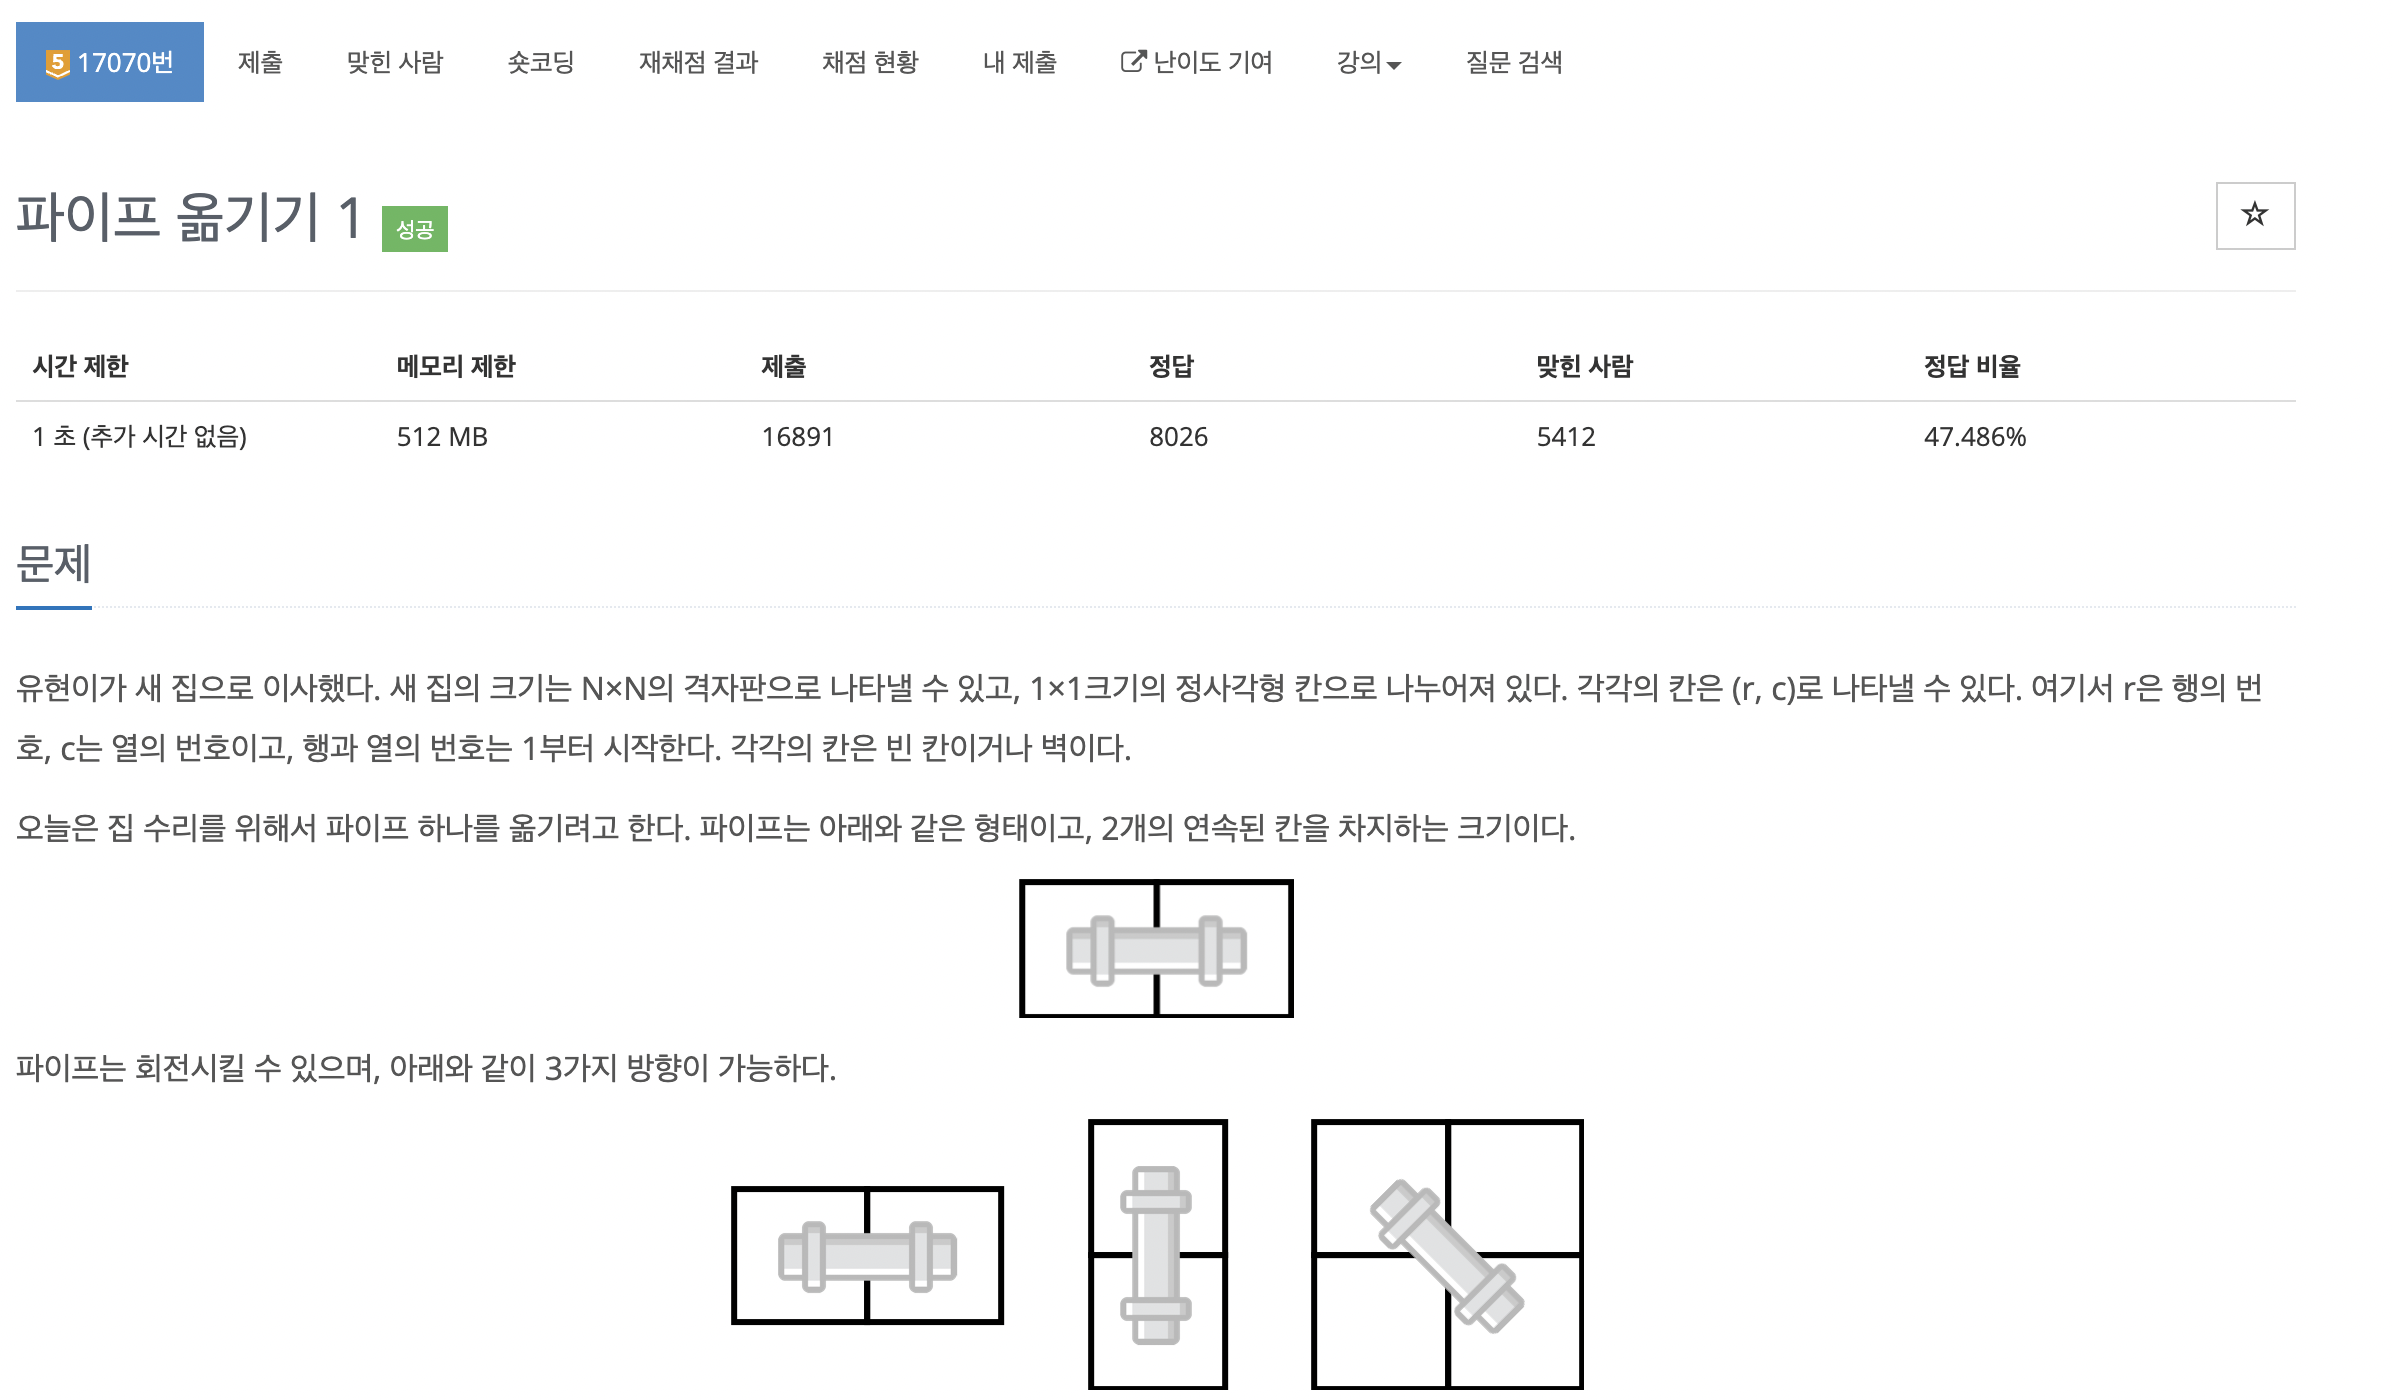 5 17070번 제출 맞힌 사람 숏코딩 재채점 결과 채점 현황 내 제출 난이도 기여 강의 질문 검색
파이프 옮기기 1 성공
시간 제한 메모리 제한 제출 정답 맞힌 사람 정답 비율
1 초 (추가 시간 없음) 512 MB 16891 8026 5412 47.486%
문제
유현이가 새 집으로 이사했다. 새 집의 크기는 N×N의 격자판으로 나타낼 수 있고, 1×1크기의 정사각형 칸으로 나누어져 있다. 각각의 칸은 (r, c)로 나타낼 수 있다. 여기서 r은 행의 번
호, c는 열의 번호이고, 행과 열의 번호는 1부터 시작한다. 각각의 칸은 빈 칸이거나 벽이다.
오늘은 집 수리를 위해서 파이프 하나를 옮기려고 한다. 파이프는 아래와 같은 형태이고, 2개의 연속된 칸을 차지하는 크기이다.
파이프는 회전시킬 수 있으며, 아래와 같이 3가지 방향이 가능하다.